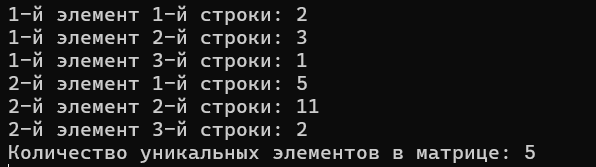 1-й элемент 1-й строки: 2
1-й элемент 2-й строки: 3
1-й элемент 3-й строки: 1
2-й элемент 1-й строки: 5
2-й элемент 2-й строки: 11
2-й элемент 3-й строки: 2
Количество уникальных элементов в матрице: 5